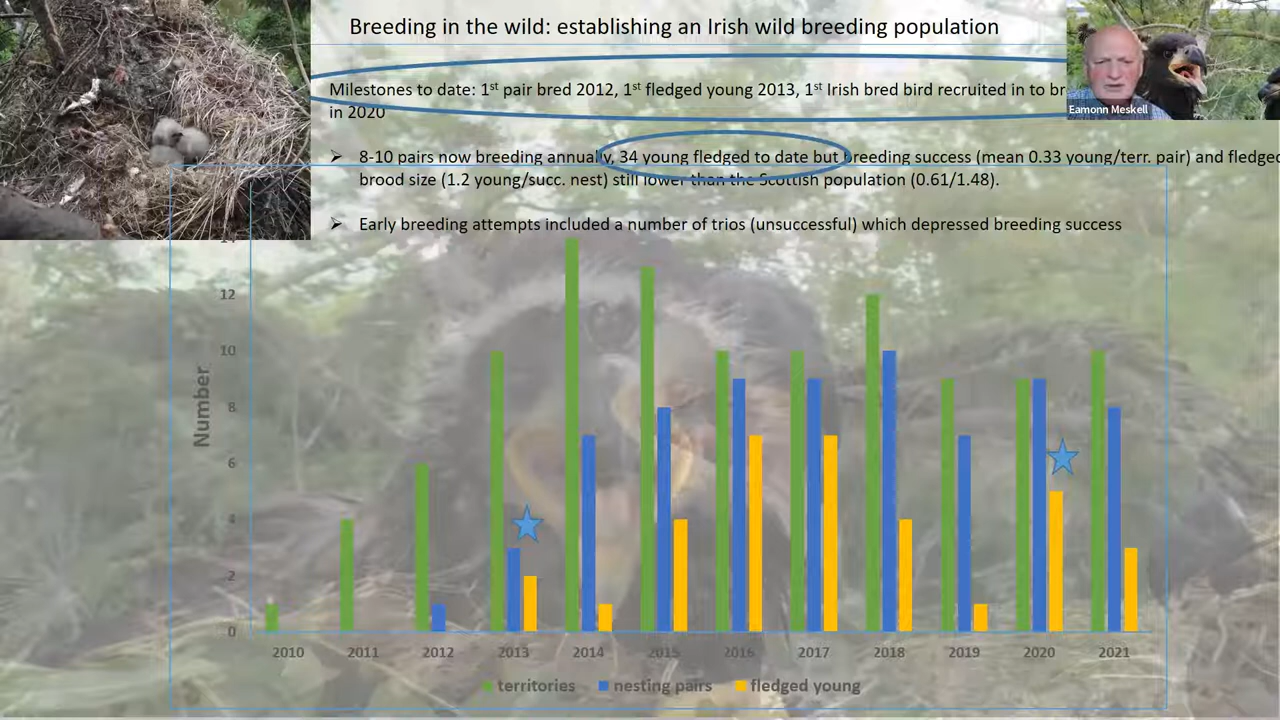 Breeding in the wild: establishing an Irish wild breeding population
Milestones to date: 1st pair bred 2012, 1st fledged young 2013, 1st Irish bred bird recruited in to br
in 2020
Eamonn Meskell
➢ 8-10 pairs now breeding annually, 34 young fledged to date but breeding success (mean 0.33 young/terr. pair) and fledged
brood size (1.2 young/succ. nest) still lower than the Scottish population (0.61/1.48).
➢ Early breeding attempts included a number of trios (unsuccessful) which depressed breeding success
14
12
10
8
6
4
2
0
Number
2010 2011 2012 2013 2014 2015 2016 2017 2018 2019 2020 2021
territories nesting pairs fledged young